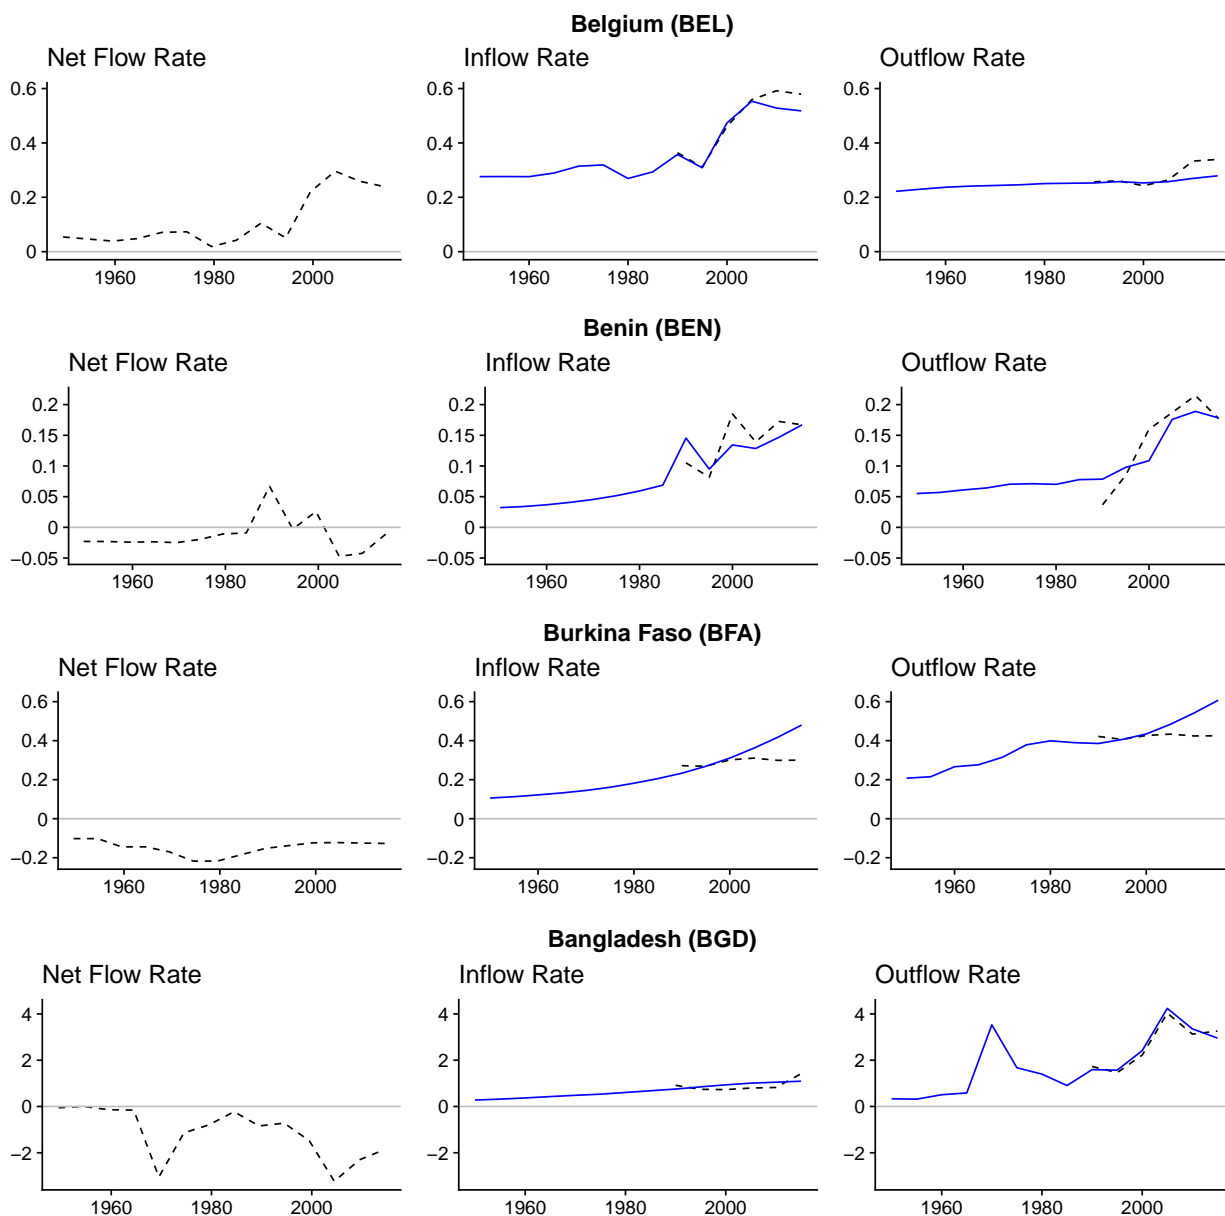 Belgium (BEL)
Net Flow Rate
Inflow Rate
Outflow Rate
0.6
0.4
0.2
0
1960 1980 2000
0.6
0.4
0.2
0
1960 1980 2000
0.6
0.4
0.2
0
1960 1980 2000
Benin (BEN)
Net Flow Rate
Inflow Rate
Outflow Rate
0.2
0.15
0.1
0.05
0
−0.05
1960 1980 2000
0.2
0.15
0.1
0.05
0
−0.05
1960 1980 2000
0.2
0.15
0.1
0.05
0
−0.05
1960 1980 2000
Burkina Faso (BFA)
Net Flow Rate
Inflow Rate
Outflow Rate
0.6
0.4
0.2
0
−0.2
1960 1980 2000
0.6
0.4
0.2
0
−0.2
1960 1980 2000
0.6
0.4
0.2
0
−0.2
1960 1980 2000
Bangladesh (BGD)
Net Flow Rate
Inflow Rate
Outflow Rate
4
2
0
−2
1960 1980 2000
4
2
0
−2
1960 1980 2000
4
2
0
−2
1960 1980 2000